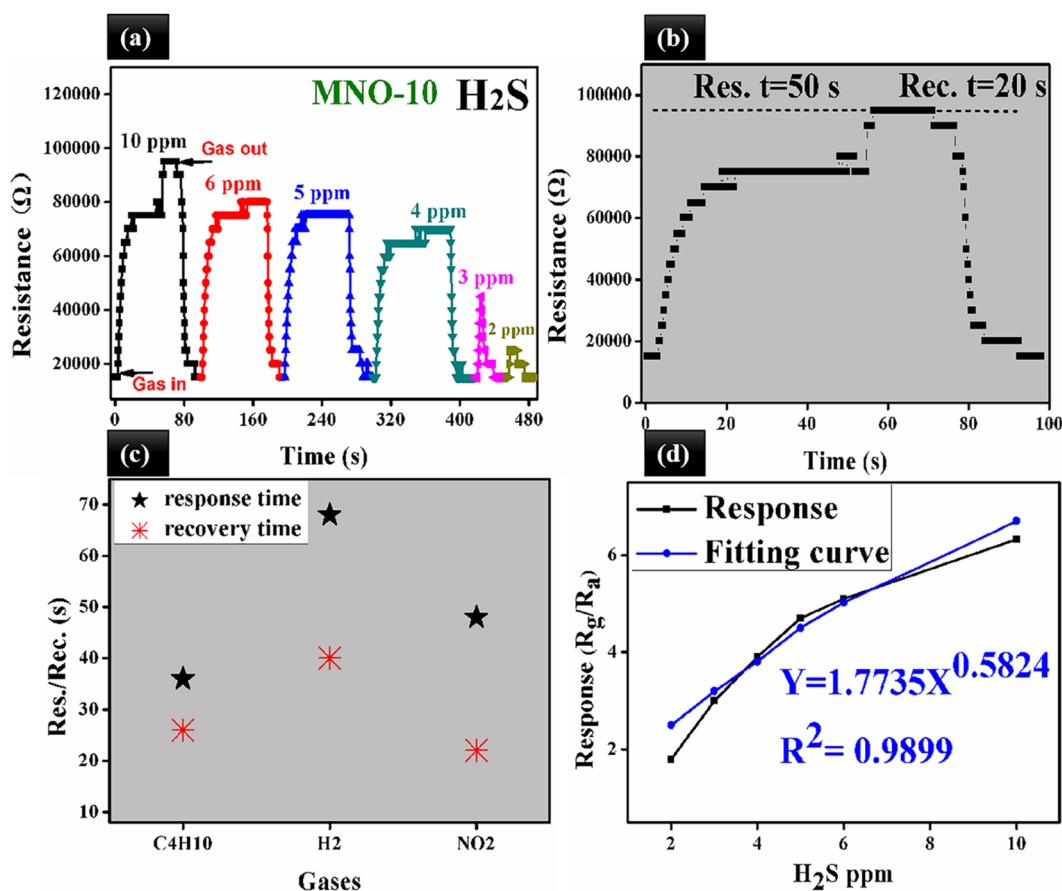 (a)
MNO-10 H2S
120000
100000
80000
60000
40000
20000
Resistance (Ω)
10 ppm
Gas out
6 ppm
5 ppm
4 ppm
3 ppm
2 ppm
Gas in
0 80 160 240 320 400 480
Time (s)
(b)
Res. t=50 s Rec. t=20 s
100000
80000
60000
40000
20000
0
Resistance (Ω)
0 20 40 60 80 100
Time (s)
(c)
response time
recovery time
70
60
50
40
30
20
10
Res./Rec. (s)
C4H10 H2 NO2
Gases
(d)
Response
Fitting curve
6
4
2
Response (Rg/Ra)
Y=1.7735X^0.5824
R^2= 0.9899
2 4 6 8 10
H2S ppm